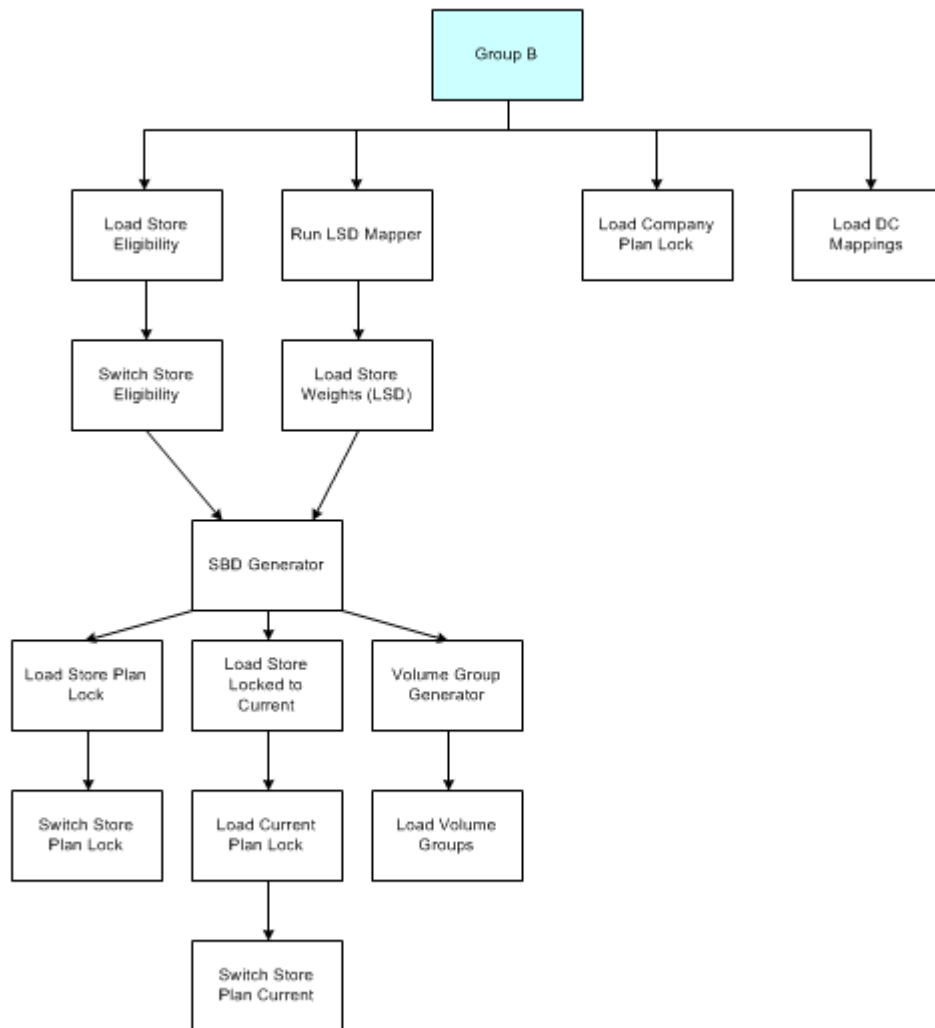 Group B
Load Store
Eligibility
Run LSD Mapper
Load Company
Plan Lock
Load DC
Mappings
Switch Store
Eligibility
Load Store
Weights (LSD)
SBD Generator
Load Store Plan
Lock
Load Store
Locked to
Current
Volume Group
Generator
Switch Store
Plan Lock
Load Current
Plan Lock
Load Volume
Groups
Switch Store
Plan Current